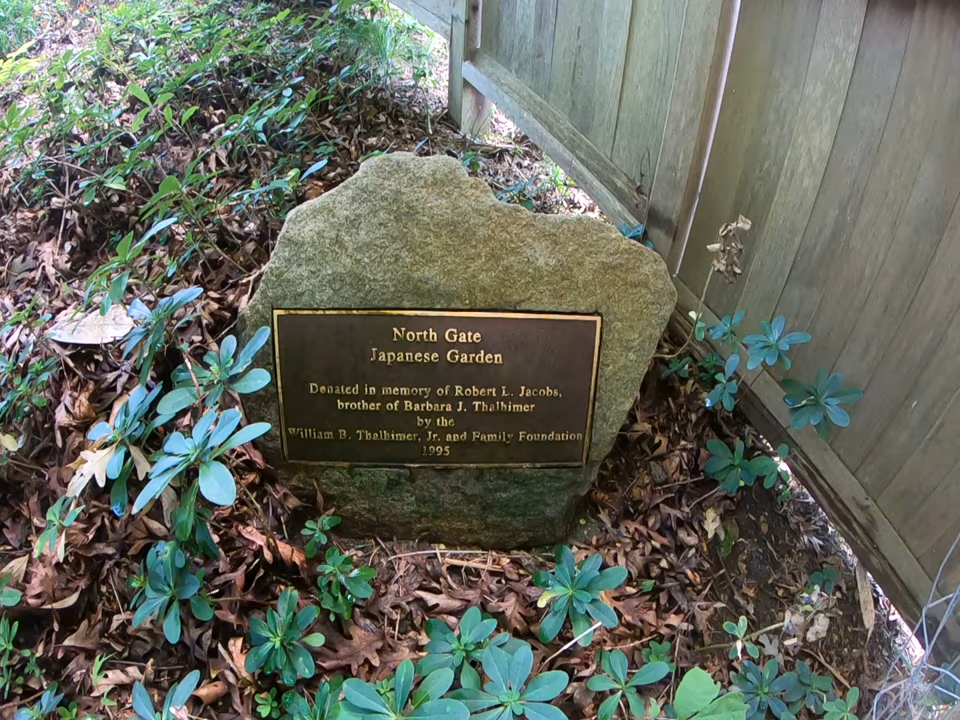 North Gate
Japanese Garden
Donated in memory of Robert L. Jacobs,
brother of Barbara J. Thalhimer
by the
William B. Thalhimer, Jr. and Family Foundation
1995